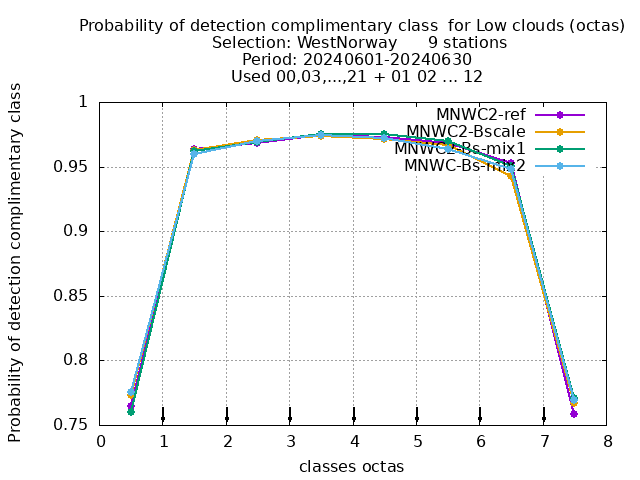 Probability of detection complimentary class  for Low clouds (octas)
Selection: WestNorway      9 stations
Period: 20240601-20240630
Used 00,03,...,21 + 01 02 ... 12
Probability of detection complimentary class
1
0.95
0.9
0.85
0.8
0.75
MNWC2-ref
MNWC2-Bscale
MNWC2-Bs-mix1
MNWC-Bs-mix2
0 1 2 3 4 5 6 7 8
classes octas